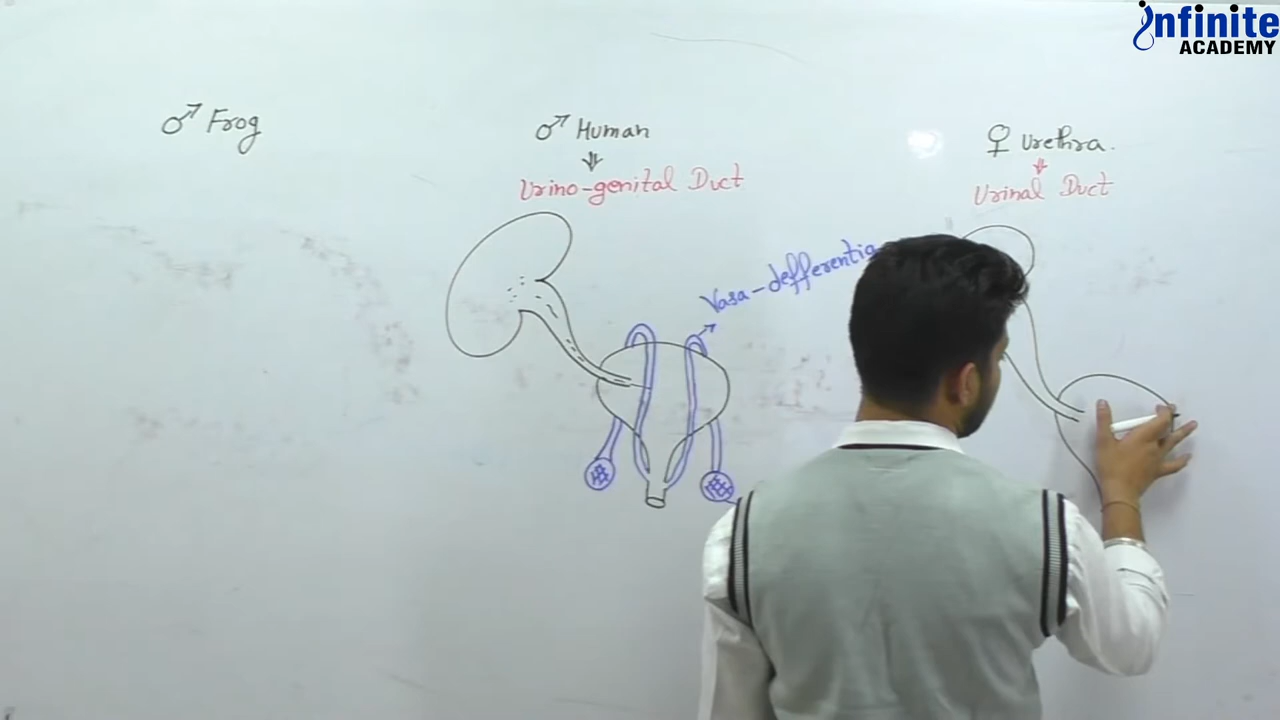 infinite
ACADEMY
♂ Frog
♂ Human
Urino-genital Duct
Vasa-defferentia
♀ Urethra.
Urinal Duct